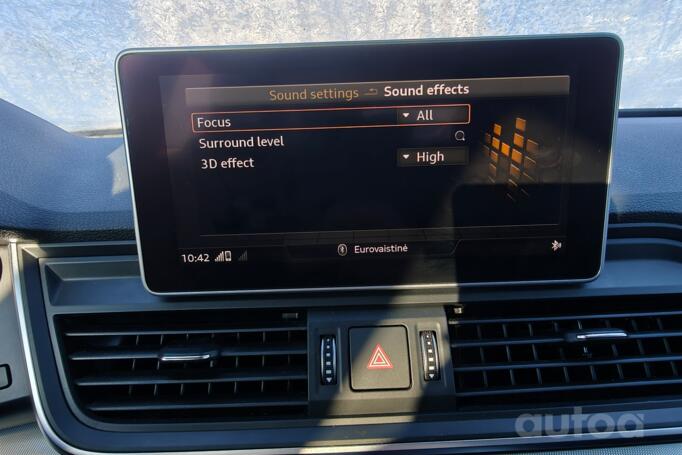 Sound settings Sound effects
Focus All
Surround level
3D effect High
10:42 Eurovaistinė
autoa